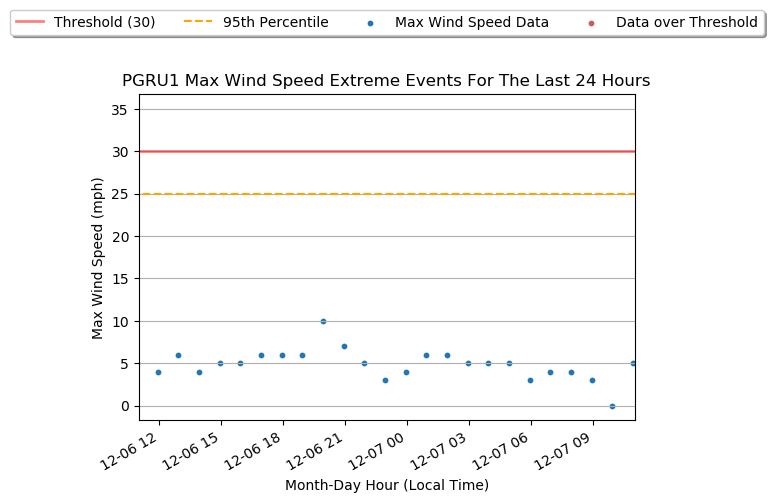 Threshold (30) 95th Percentile Max Wind Speed Data Data over Threshold
PGRU1 Max Wind Speed Extreme Events For The Last 24 Hours
Max Wind Speed (mph)
35
30
25
20
15
10
5
0
12-06 12 12-06 15 12-06 18 12-06 21 12-07 00 12-07 03 12-07 06 12-07 09
Month-Day Hour (Local Time)